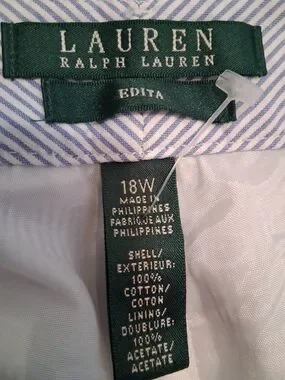 LAUREN
RALPH LAUREN
EDITA
18W
MADE IN
PHILIPPINES
FABRIQUE AUX
PHILIPPINES
SHELL/
EXTERIEUR:
100%
COTTON/
COTON
LINING/
DOUBLURE:
100%
ACETATE/
ACETATE